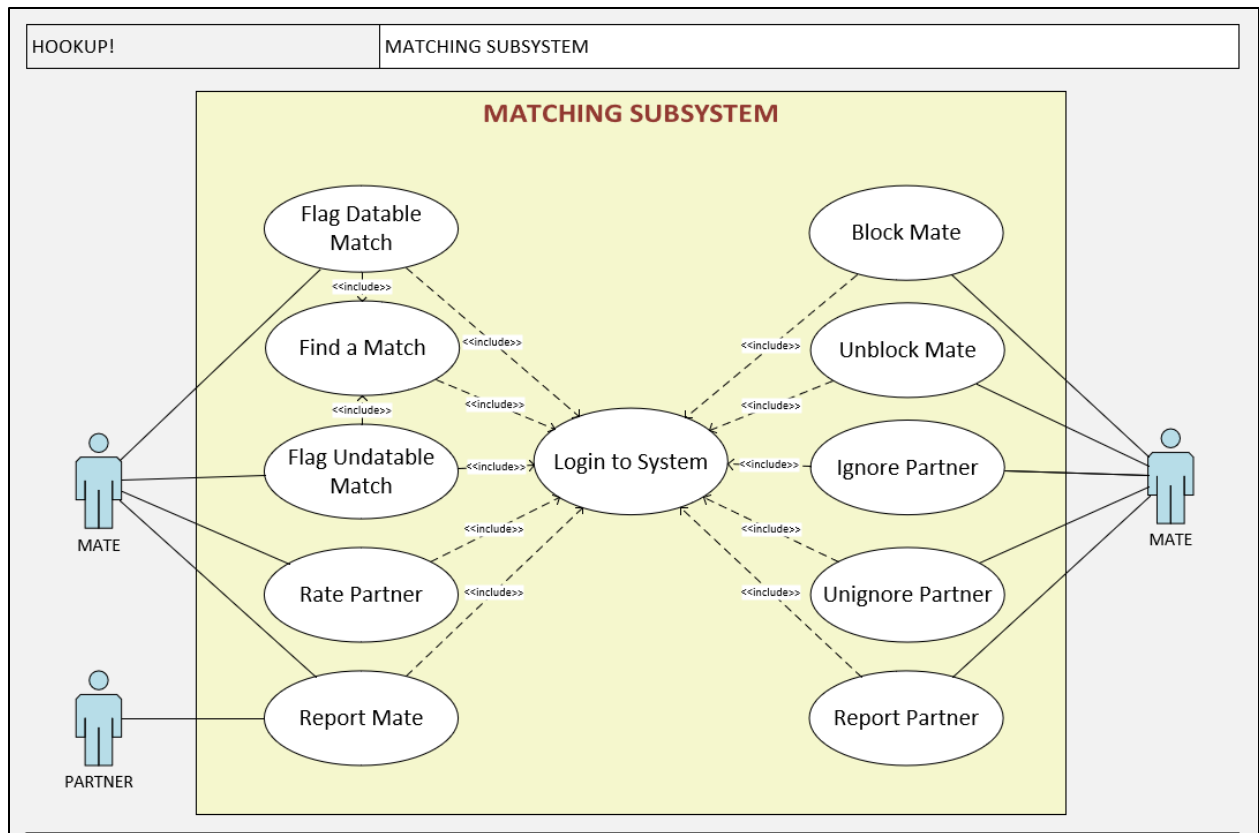 HOOKUP!
MATCHING SUBSYSTEM
MATCHING SUBSYSTEM
Flag Datable
Match
<<include>>
Find a Match
<<include>>
<<include>>
<<include>>
Flag Undatable
Match
<<include>>
Rate Partner
<<include>>
Report Mate
<<include>>
Login to System
Block Mate
<<include>>
Unblock Mate
<<include>>
Ignore Partner
<<include>>
Unignore Partner
<<include>>
Report Partner
<<include>>
MATE
PARTNER
MATE